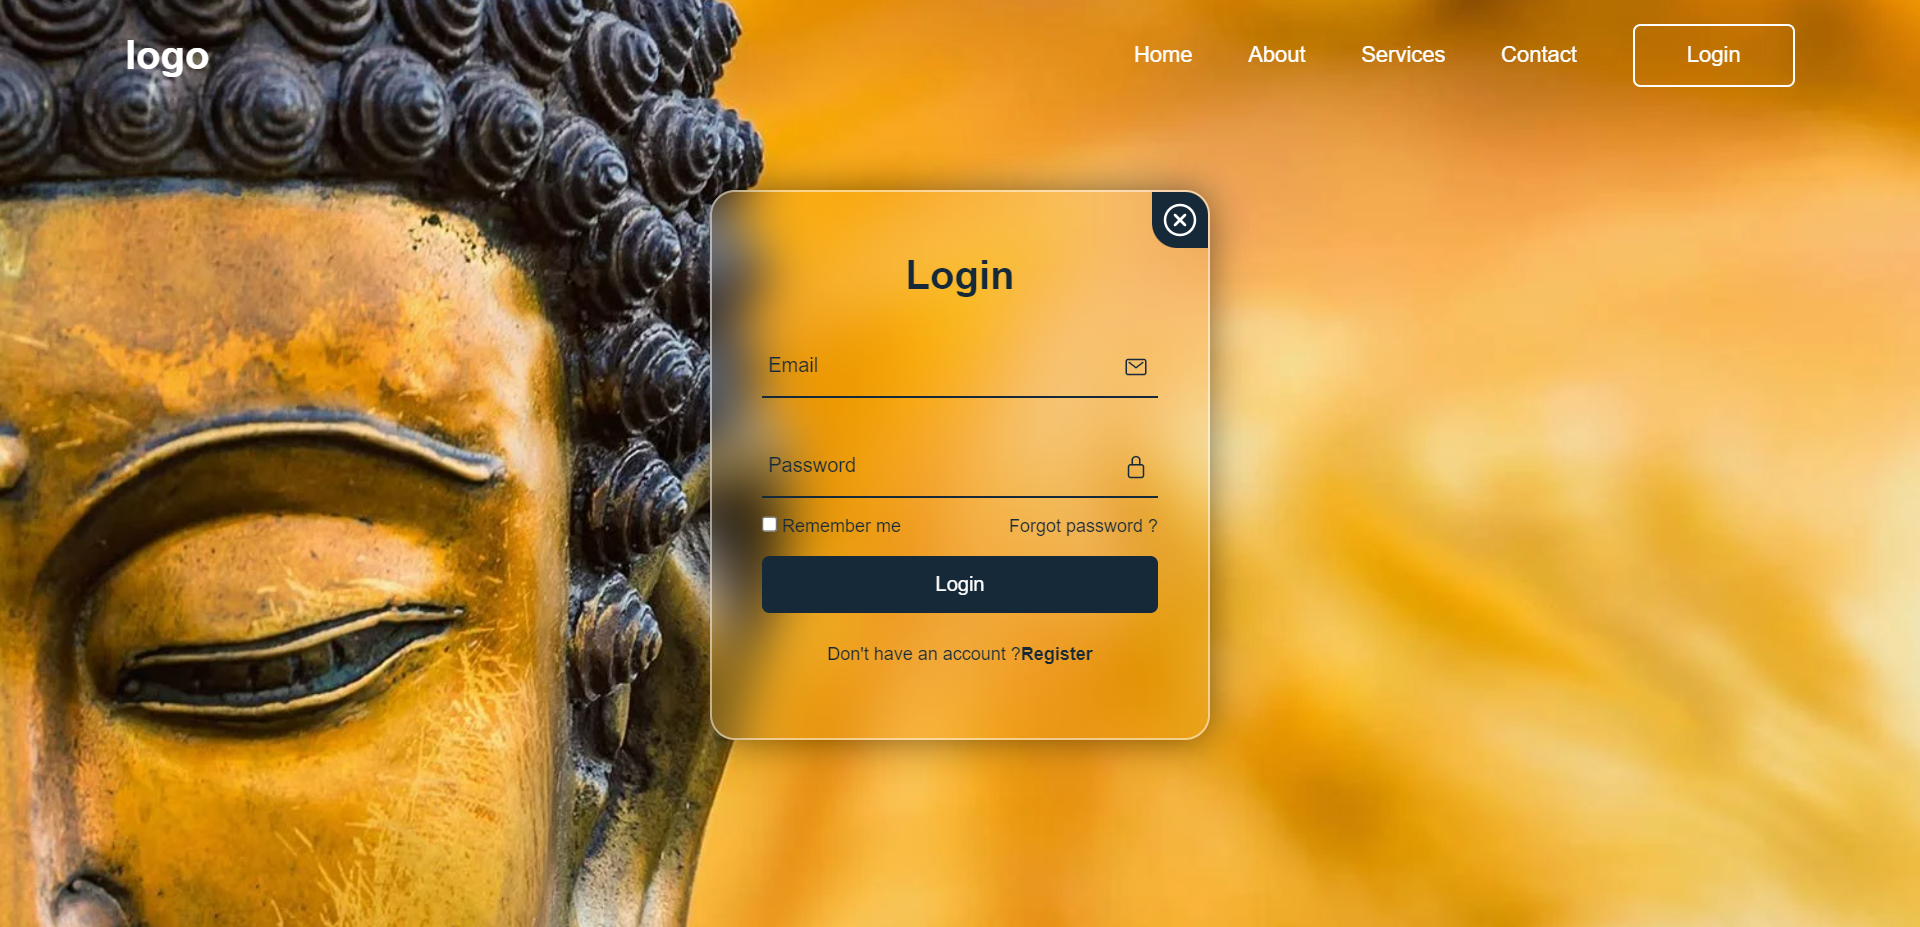 logo
Home About Services Contact Login
Login
Email
Password
Remember me Forgot password ?
Login
Don't have an account ?Register